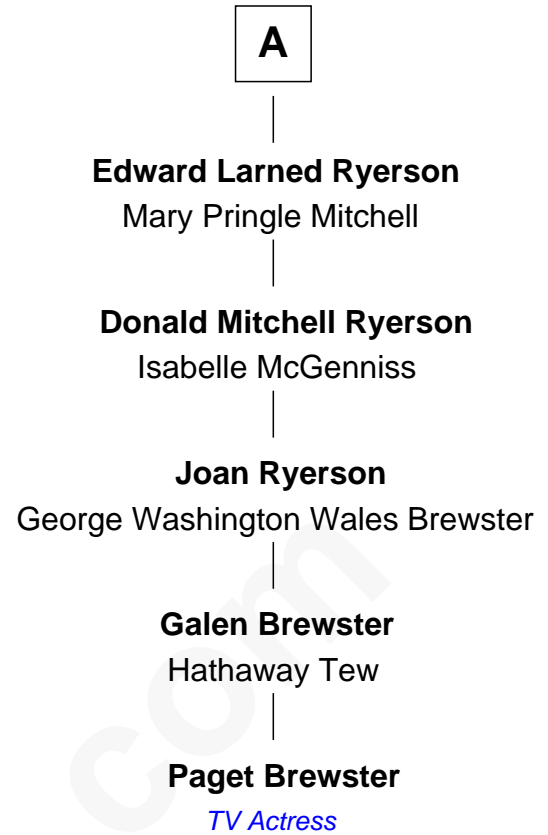 A
Edward Larned Ryerson
Mary Pringle Mitchell
Donald Mitchell Ryerson
Isabelle McGenniss
Joan Ryerson
George Washington Wales Brewster
Galen Brewster
Hathaway Tew
Paget Brewster
TV Actress
com